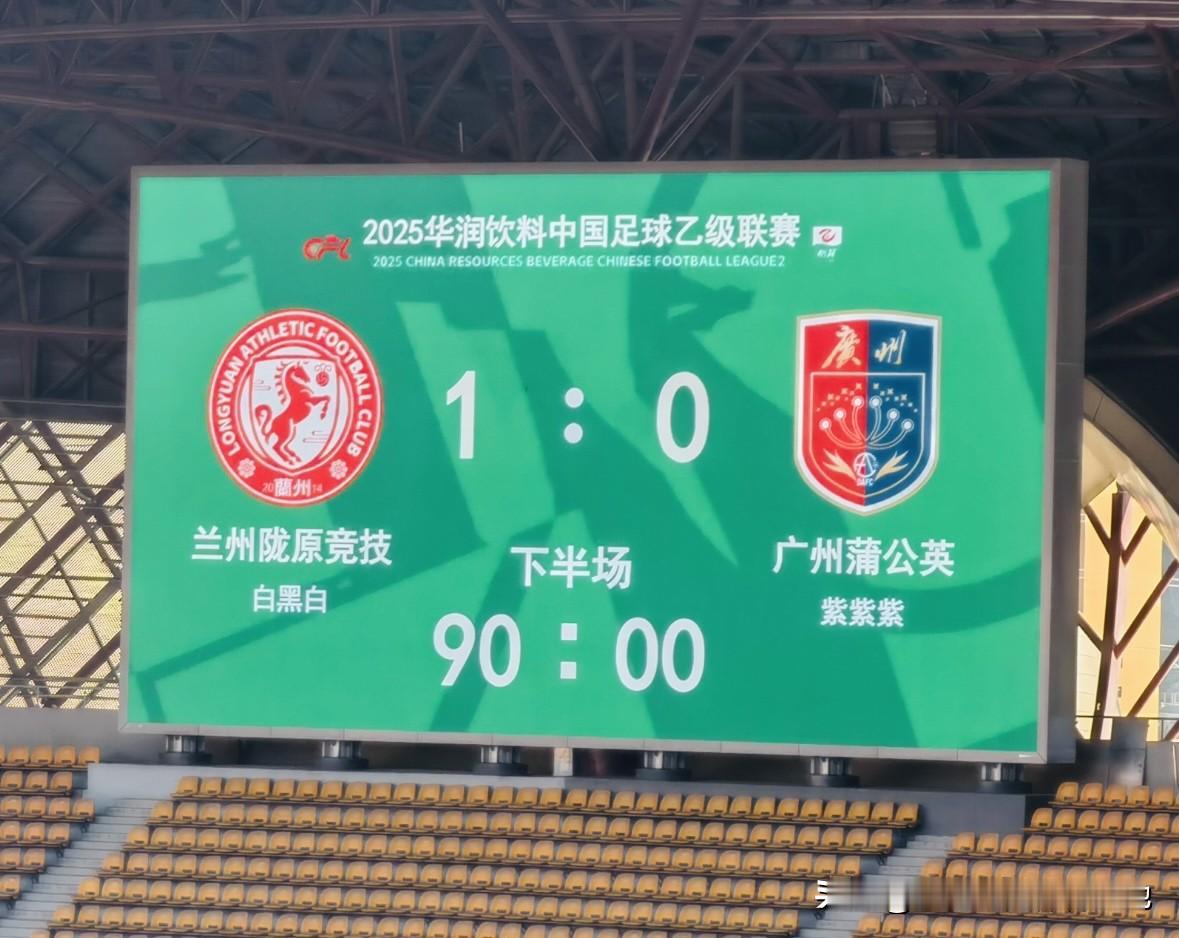 CFL
2025华润饮料中国足球乙级联赛
2025 CHINA RESOURCES BEVERAGE CHINESE FOOTBALL LEAGUE2
LONGYUAN ATHLETIC FOOTBALL CLUB
20 蘭州 14
廣州
1 : 0
兰州陇原竞技
白黑白
下半场
广州蒲公英
紫紫紫
90 : 00